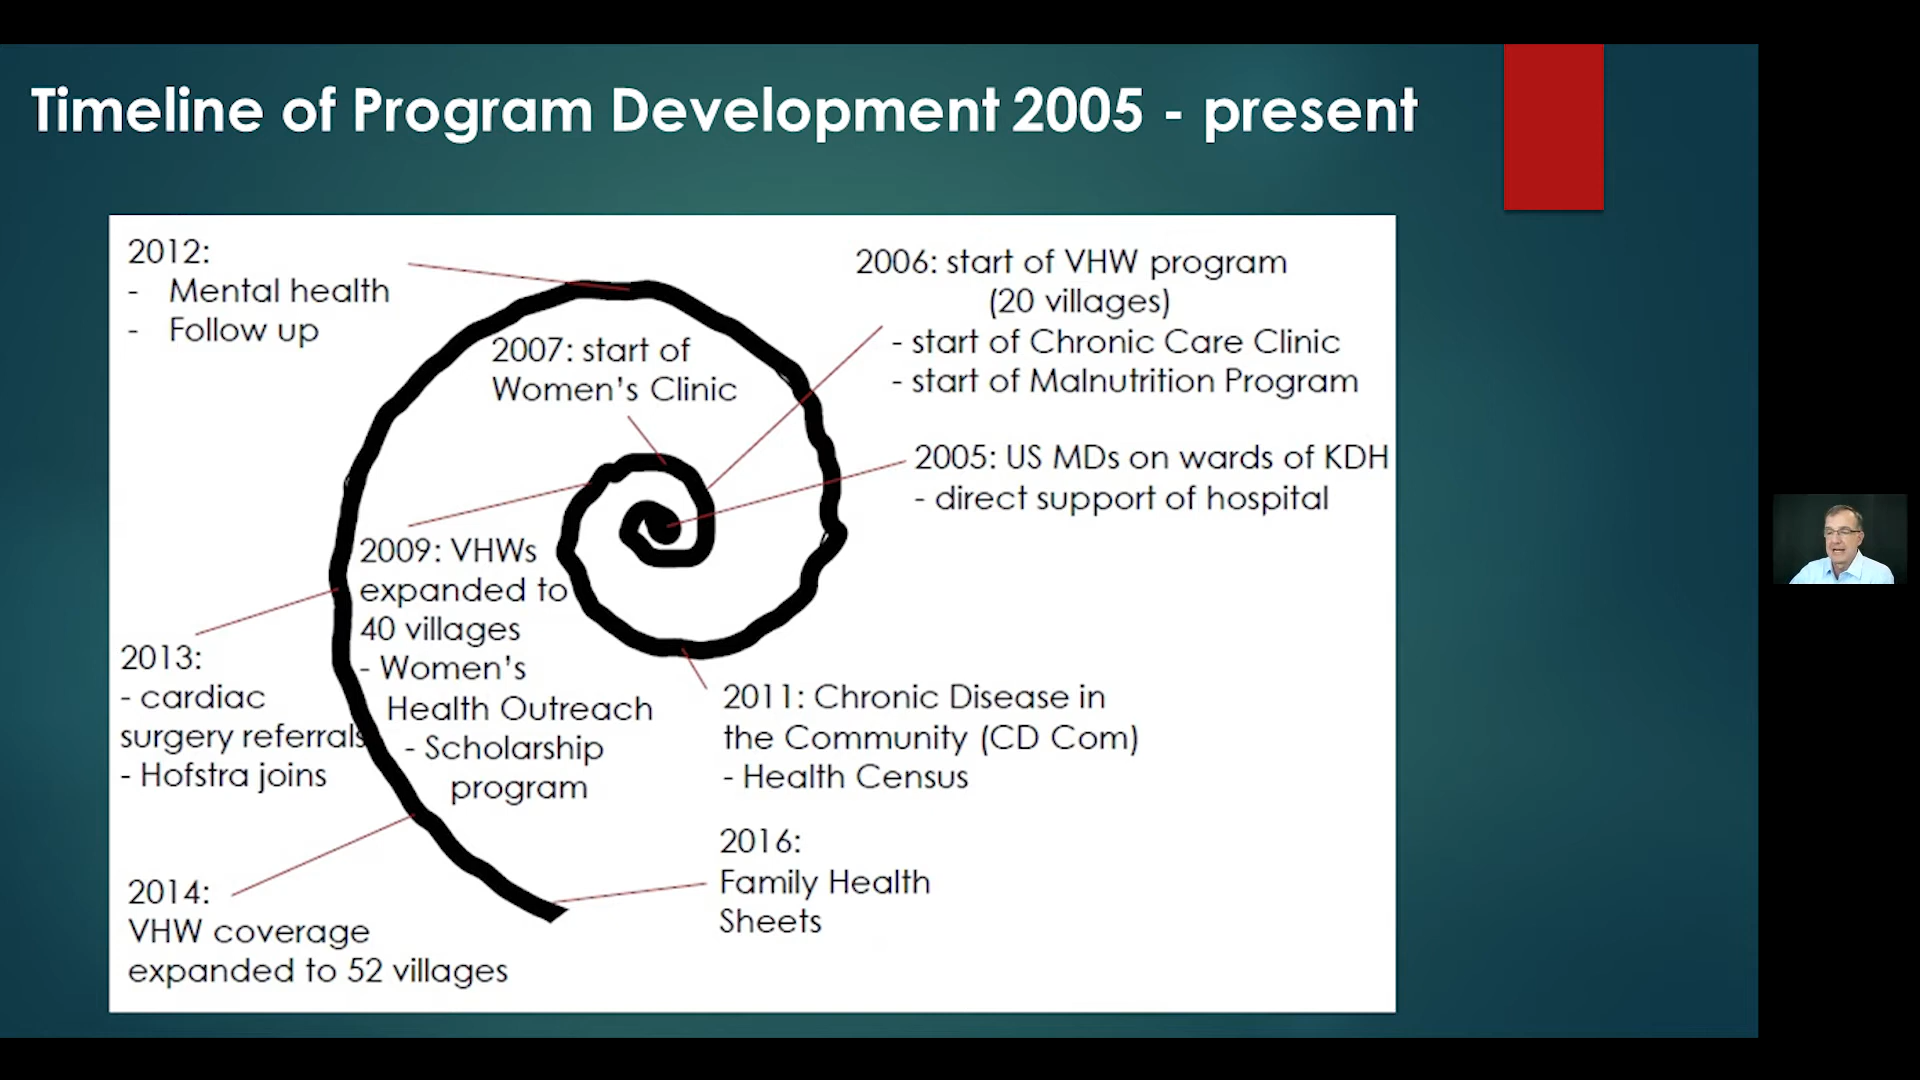 Timeline of Program Development 2005 - present
2012:
- Mental health
- Follow up
2007: start of
Women's Clinic
2006: start of VHW program
(20 villages)
- start of Chronic Care Clinic
- start of Malnutrition Program
2005: US MDs on wards of KDH
- direct support of hospital
2009: VHWs
expanded to
40 villages
- Women's
Health Outreach
- Scholarship
program
2013:
- cardiac
surgery referrals
- Hofstra joins
2011: Chronic Disease in
the Community (CD Com)
- Health Census
2016:
Family Health
Sheets
2014:
VHW coverage
expanded to 52 villages